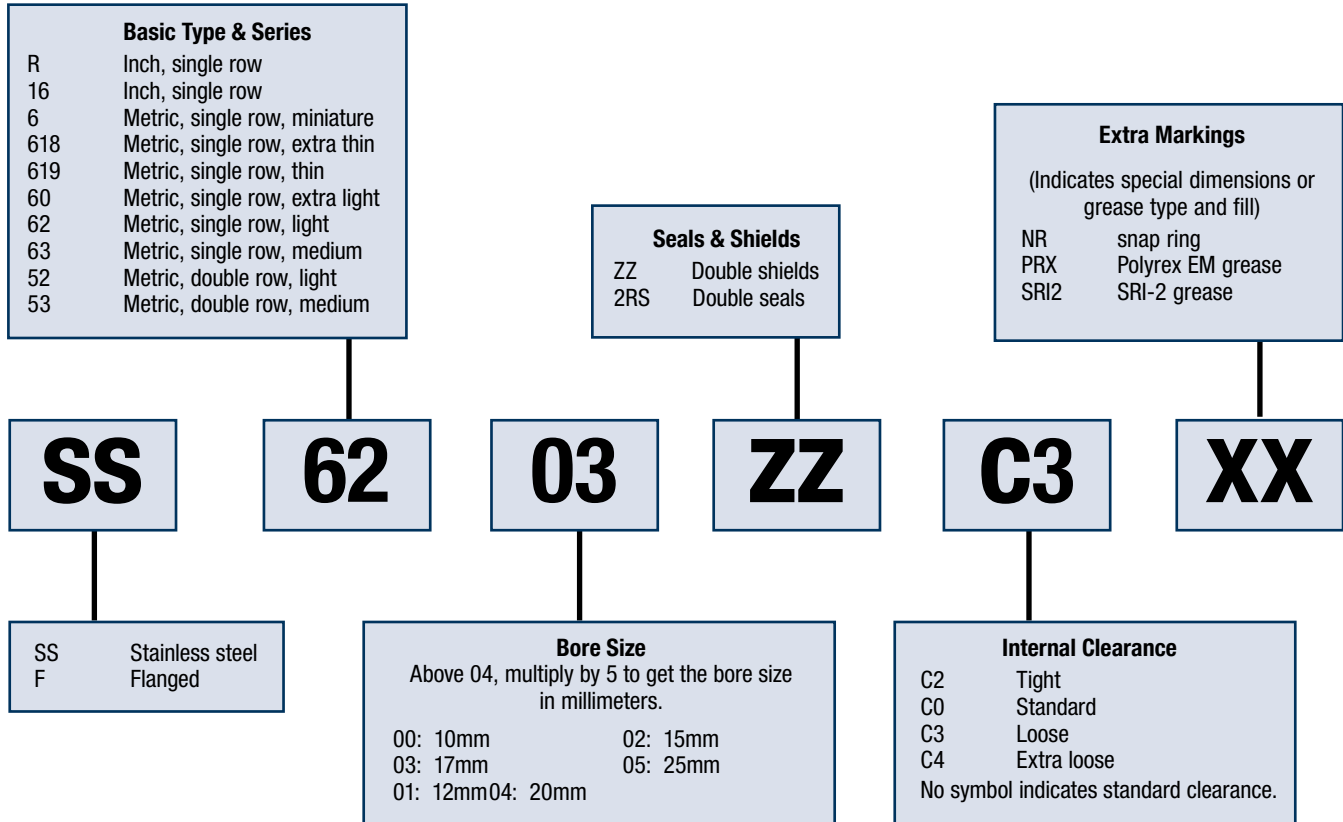 Basic Type & Series
R Inch, single row
16 Inch, single row
6 Metric, single row, miniature
618 Metric, single row, extra thin
619 Metric, single row, thin
60 Metric, single row, extra light
62 Metric, single row, light
63 Metric, single row, medium
52 Metric, double row, light
53 Metric, double row, medium
Seals & Shields
ZZ Double shields
2RS Double seals
Extra Markings
(Indicates special dimensions or
grease type and fill)
NR snap ring
PRX Polyrex EM grease
SRI2 SRI-2 grease
SS 62 03 ZZ C3 XX
SS Stainless steel
F Flanged
Bore Size
Above 04, multiply by 5 to get the bore size
in millimeters.
00: 10mm 02: 15mm
03: 17mm 05: 25mm
01: 12mm04: 20mm
Internal Clearance
C2 Tight
C0 Standard
C3 Loose
C4 Extra loose
No symbol indicates standard clearance.